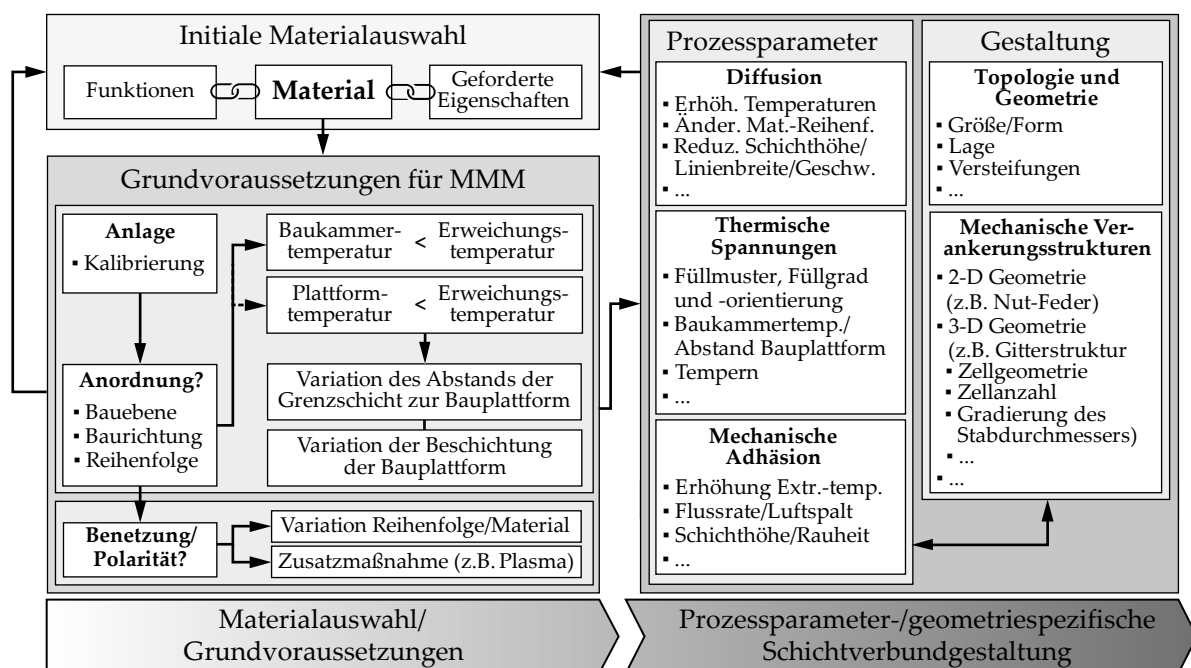 Initiale Materialauswahl
Funktionen
Material
Geforderte
Eigenschaften
Grundvoraussetzungen für MMM
Anlage
▪ Kalibrierung
Baukammer-
temperatur
<
Erweichungs-
temperatur
Plattform-
temperatur
<
Erweichungs-
temperatur
Anordnung?
▪ Bauebene
▪ Baurichtung
▪ Reihenfolge
Variation des Abstands der
Grenzschicht zur Bauplattform
Variation der Beschichtung
der Bauplattform
Benetzung/
Polarität?
Variation Reihenfolge/Material
Zusatzmaßnahme (z.B. Plasma)
Materialauswahl/
Grundvoraussetzungen
Prozessparameter
Diffusion
▪ Erhöh. Temperaturen
▪ Änder. Mat.-Reihenf.
▪ Reduz. Schichthöhe/
Linienbreite/Geschw.
▪ ...
Thermische
Spannungen
▪ Füllmuster, Füllgrad
und -orientierung
▪ Baukammertemp./
Abstand Bauplattform
▪ Tempern
▪ ...
Mechanische
Adhäsion
▪ Erhöhung Extr.-temp.
▪ Flussrate/Luftspalt
▪ Schichthöhe/Rauheit
▪ ...
Gestaltung
Topologie und
Geometrie
▪ Größe/Form
▪ Lage
▪ Versteifungen
▪ ...
Mechanische Ver-
ankerungsstrukturen
▪ 2-D Geometrie
(z.B. Nut-Feder)
▪ 3-D Geometrie
(z.B. Gitterstruktur
▪ Zellgeometrie
▪ Zellanzahl
▪ Gradierung des
Stabdurchmessers)
▪ ...
▪ ...
Prozessparameter-/geometriespezifische
Schichtverbundgestaltung